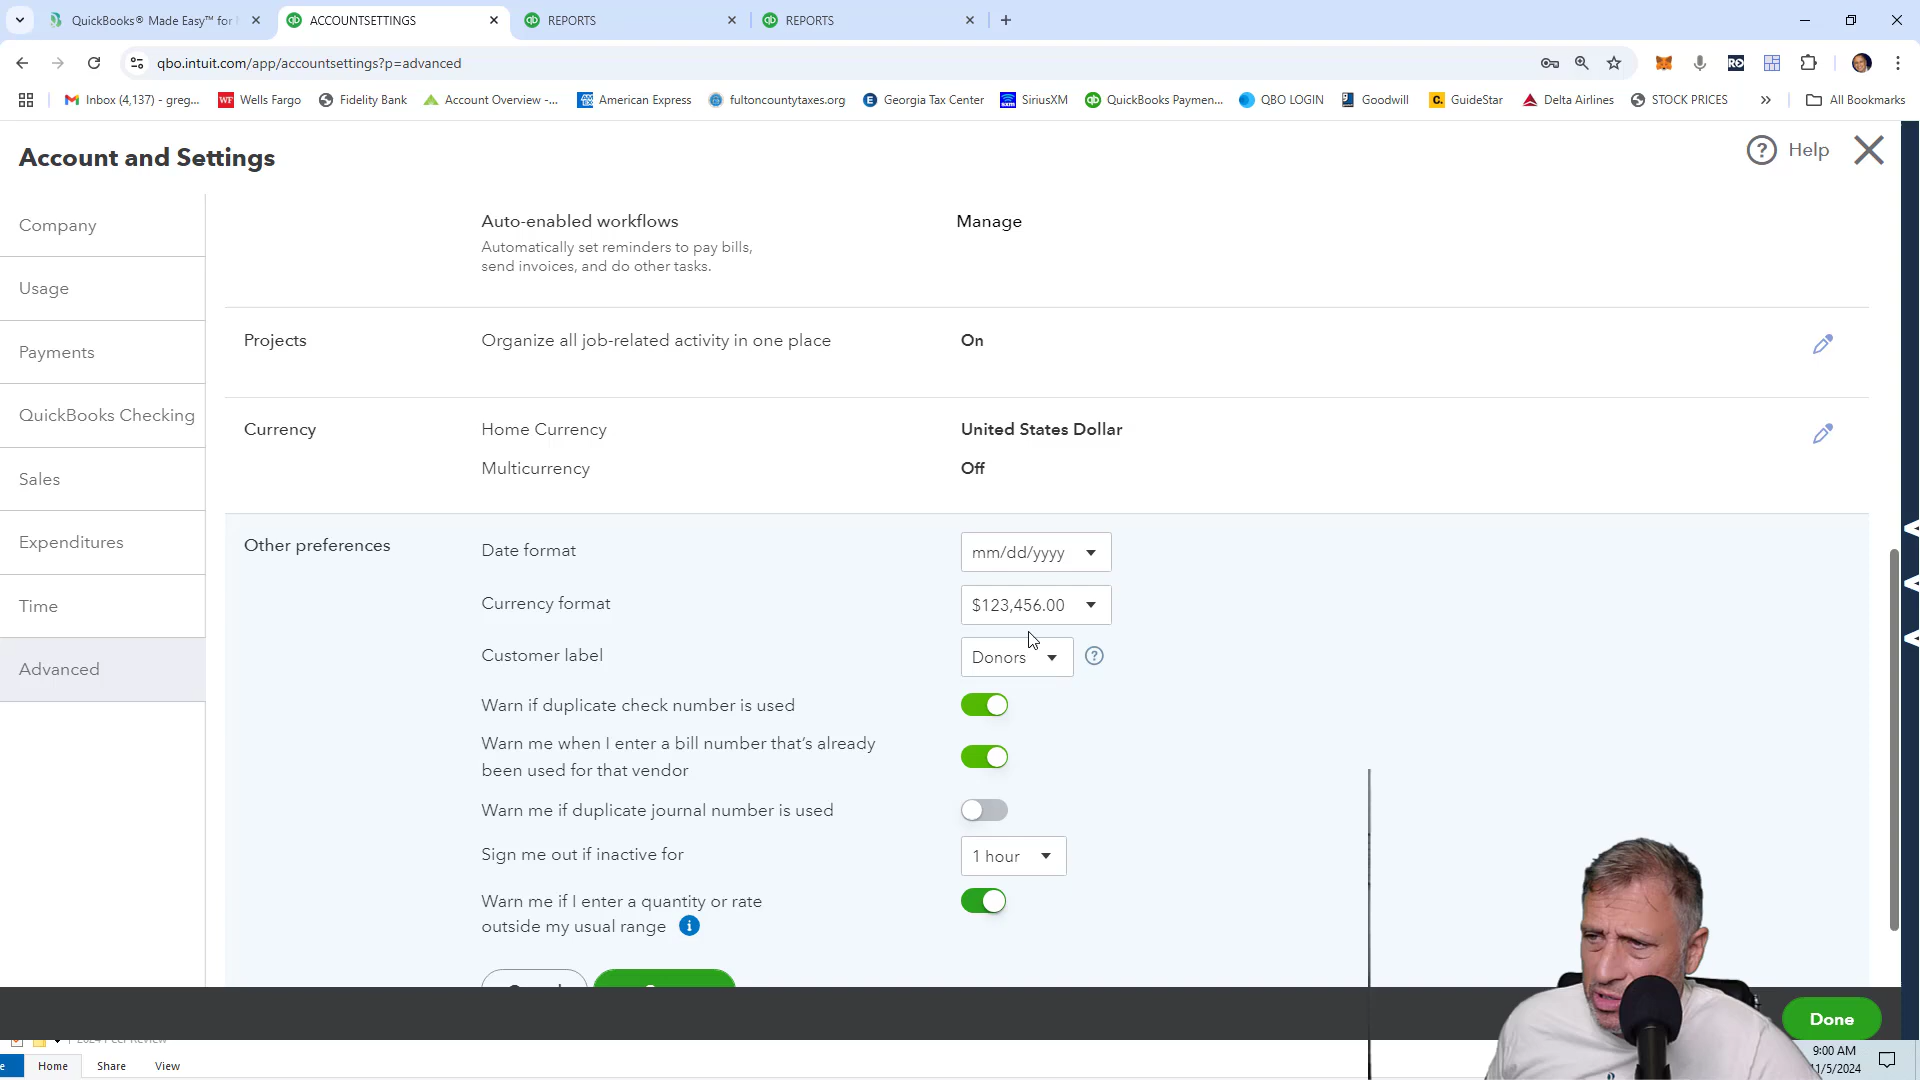 QuickBooks® Made Easy™ for
ACCOUNTSETTINGS
REPORTS
REPORTS
qbo.intuit.com/app/accountsettings?p=advanced
Inbox (4,137) - greg...
WF
Wells Fargo
Fidelity Bank
Account Overview -...
American Express
fultoncountytaxes.org
Georgia Tax Center
SiriusXM
QuickBooks Paymen...
QBO LOGIN
Goodwill
GuideStar
Delta Airlines
STOCK PRICES
All Bookmarks
Account and Settings
Help
Company
Usage
Payments
QuickBooks Checking
Sales
Expenditures
Time
Advanced
Auto-enabled workflows
Manage
Automatically set reminders to pay bills,
send invoices, and do other tasks.
Projects
Organize all job-related activity in one place
On
Currency
Home Currency
United States Dollar
Multicurrency
Off
Other preferences
Date format
mm/dd/yyyy
Currency format
$123,456.00
Customer label
Donors
Warn if duplicate check number is used
Warn me when I enter a bill number that’s already
been used for that vendor
Warn me if duplicate journal number is used
Sign me out if inactive for
1 hour
Warn me if I enter a quantity or rate
outside my usual range
Done
Home
Share
View
9:00 AM
11/5/2024